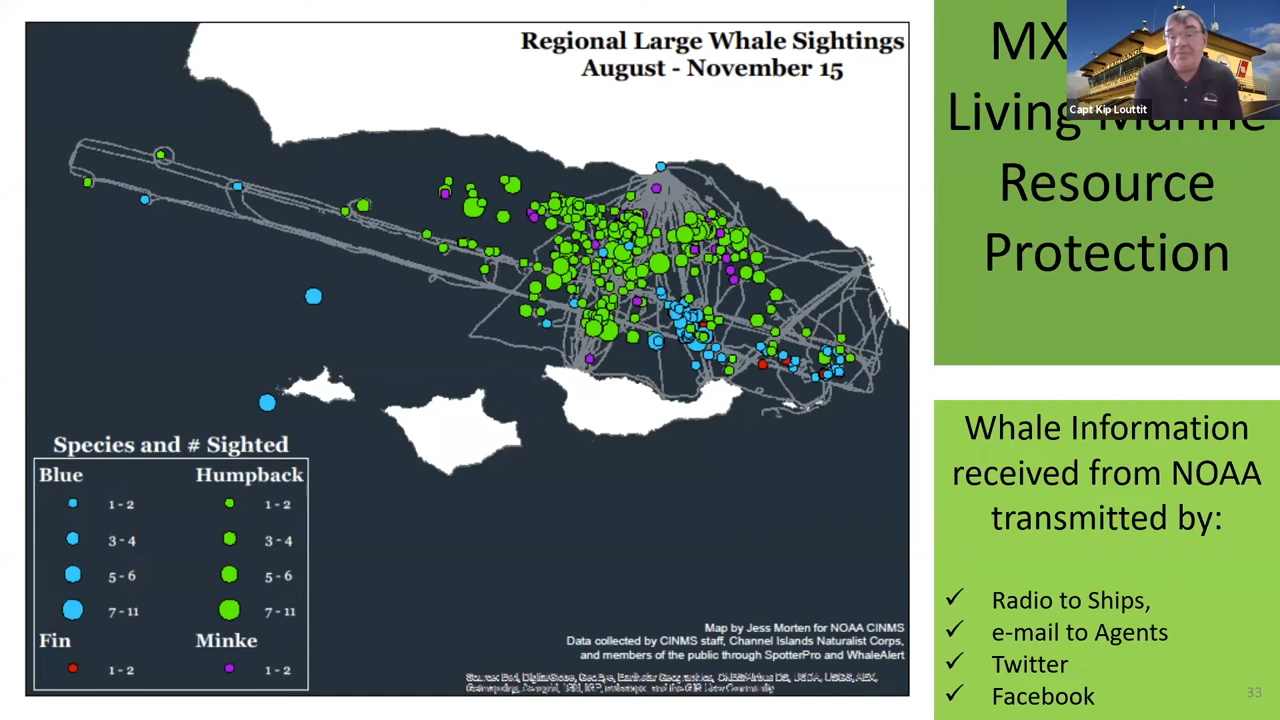 Regional Large Whale Sightings
August - November 15
Species and # Sighted
Blue
1 - 2
3 - 4
5 - 6
7 - 11
Humpback
1 - 2
3 - 4
5 - 6
7 - 11
Fin
1 - 2
Minke
1 - 2
Map by Jess Morten for NOAA CINMS
Data collected by CINMS staff, Channel Islands Naturalist Corps,
and members of the public through SpotterPro and WhaleAlert
MX
Living Marine
Resource
Protection
Capt Kip Louttit
Whale Information
received from NOAA
transmitted by:
✓ Radio to Ships,
✓ e-mail to Agents
✓ Twitter
✓ Facebook
33